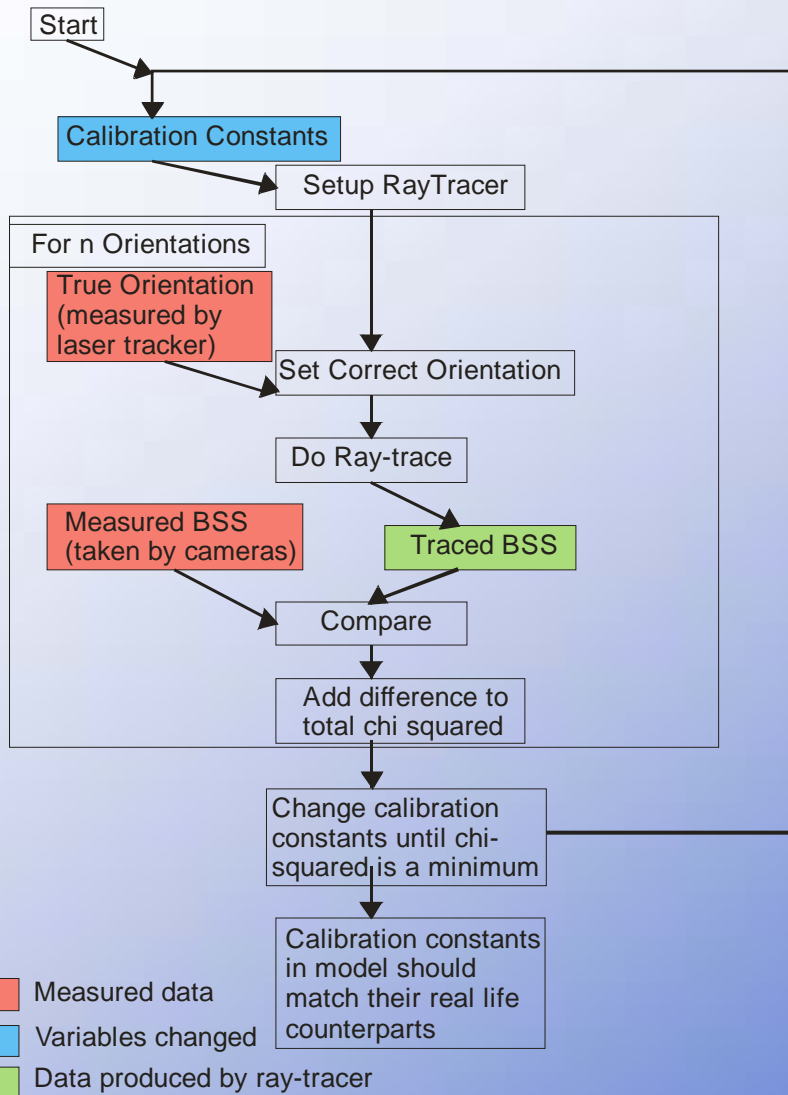 Start
Calibration Constants
Setup RayTracer
For n Orientations
True Orientation
(measured by
laser tracker)
Set Correct Orientation
Do Ray-trace
Measured BSS
(taken by cameras)
Traced BSS
Compare
Add difference to
total chi squared
Change calibration
constants until chi-
squared is a minimum
Calibration constants
in model should
match their real life
counterparts
Measured data
Variables changed
Data produced by ray-tracer